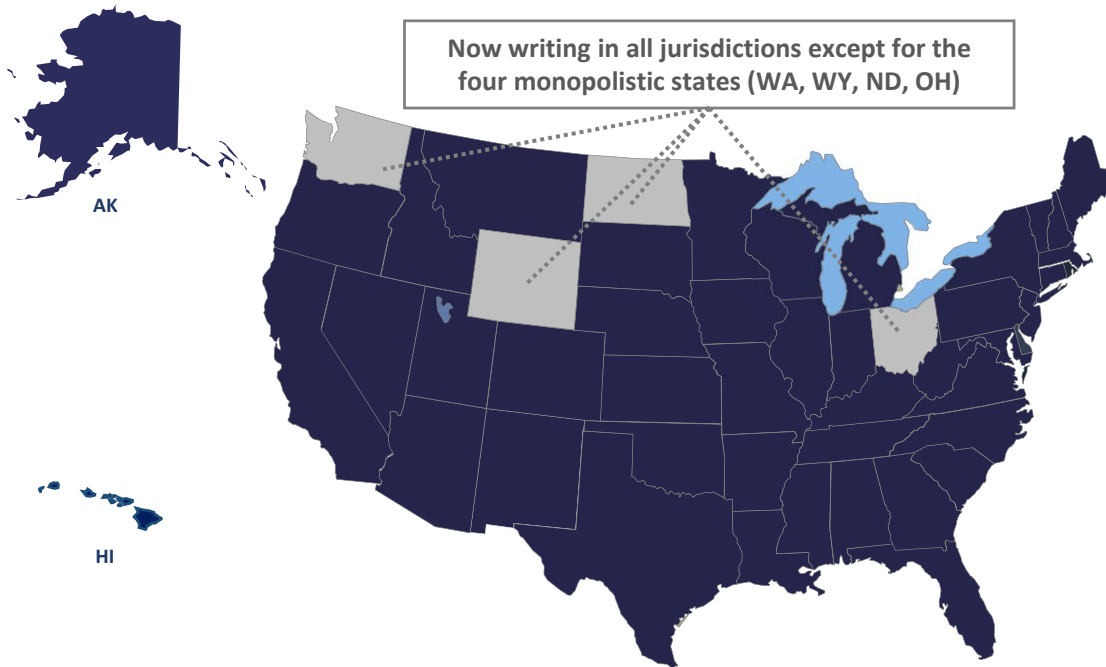 Now writing in all jurisdictions except for the
four monopolistic states (WA, WY, ND, OH)
AK
HI